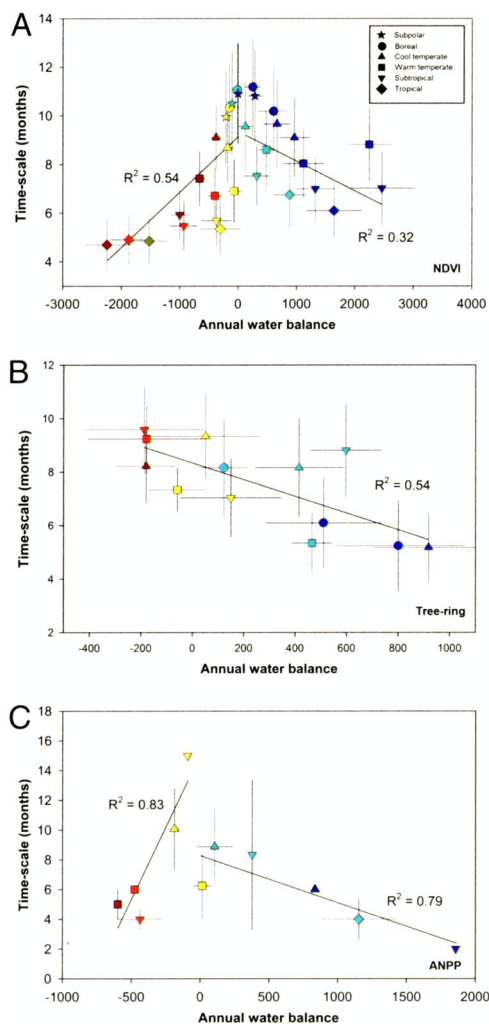 A
Time-scale (months)
14
12
10
8
6
4
-3000 -2000 -1000 0 1000 2000 3000 4000
Annual water balance
R² = 0.54
R² = 0.32
NDVI
Subpolar
Boreal
Cool temperate
Warm temperate
Subtropical
Tropical
B
Time-scale (months)
12
10
8
6
4
2
-400 -200 0 200 400 600 800 1000
Annual water balance
R² = 0.54
Tree-ring
C
Time-scale (months)
18
16
14
12
10
8
6
4
2
0
-1000 -500 0 500 1000 1500 2000
Annual water balance
R² = 0.83
R² = 0.79
ANPP